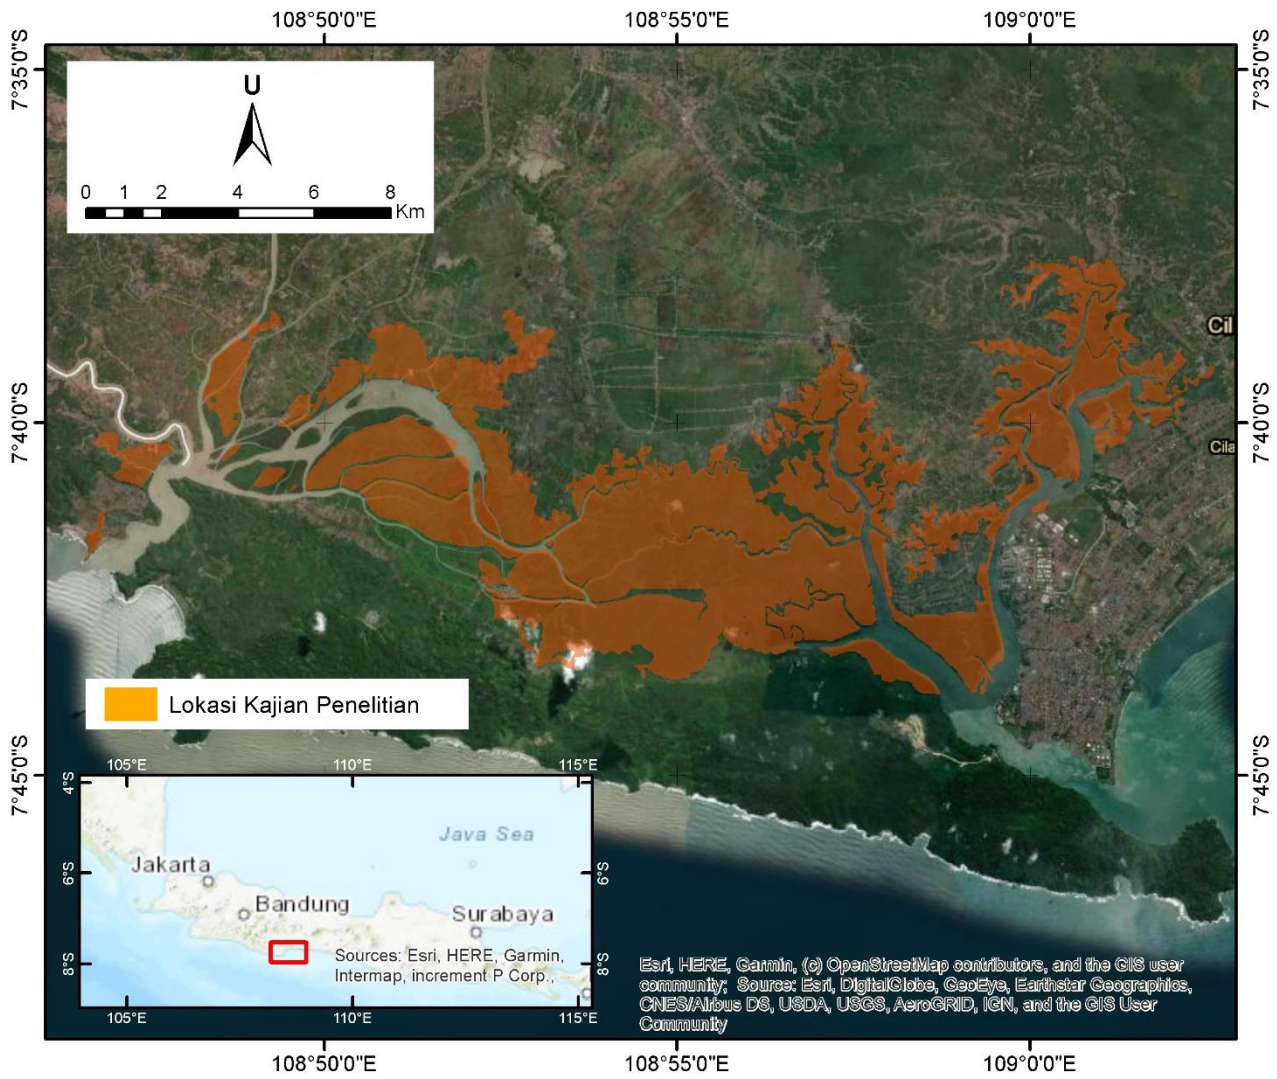 108°50'0"E 108°55'0"E 109°0'0"E
7°35'0"S 7°35'0"S
U
0 1 2 4 6 8
Km
Cil
7°40'0"S 7°40'0"S
Cila
Lokasi Kajian Penelitian
7°45'0"S 7°45'0"S
105°E 110°E 115°E
4°S
Java Sea
Jakarta
6°S 6°S
Bandung
Surabaya
Sources: Esri, HERE, Garmin,
Intermap, increment P Corp.,
8°S 8°S
105°E 110°E 115°E
Esri, HERE, Garmin, (c) OpenStreetMap contributors, and the GIS user
community; Source: Esri, DigitalGlobe, GeoEye, Earthstar Geographics,
CNES/Airbus DS, USDA, USGS, AeroGRID, IGN, and the GIS User
Community
108°50'0"E 108°55'0"E 109°0'0"E